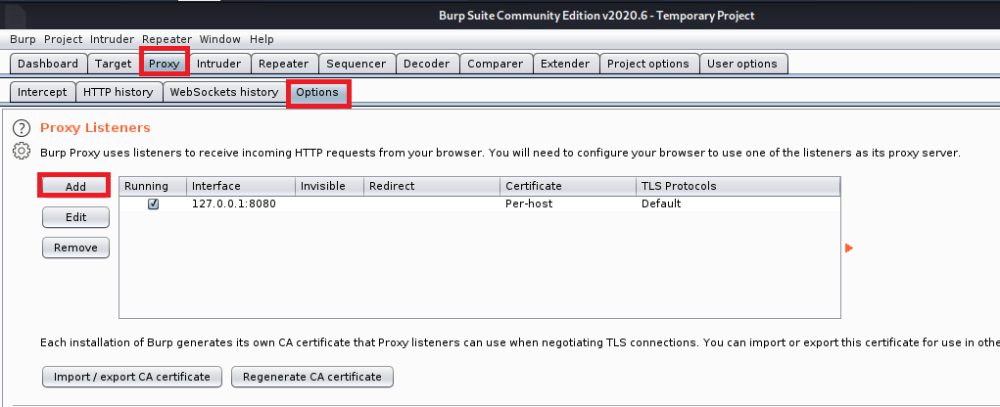 Burp Suite Community Edition v2020.6 - Temporary Project
Burp Project Intruder Repeater Window Help
Dashboard Target Proxy Intruder Repeater Sequencer Decoder Comparer Extender Project options User options
Intercept HTTP history WebSockets history Options
? Proxy Listeners
Burp Proxy uses listeners to receive incoming HTTP requests from your browser. You will need to configure your browser to use one of the listeners as its proxy server.
Add Running Interface Invisible Redirect Certificate TLS Protocols
127.0.0.1:8080 Per-host Default
Edit
Remove
Each installation of Burp generates its own CA certificate that Proxy listeners can use when negotiating TLS connections. You can import or export this certificate for use in othe
Import / export CA certificate Regenerate CA certificate